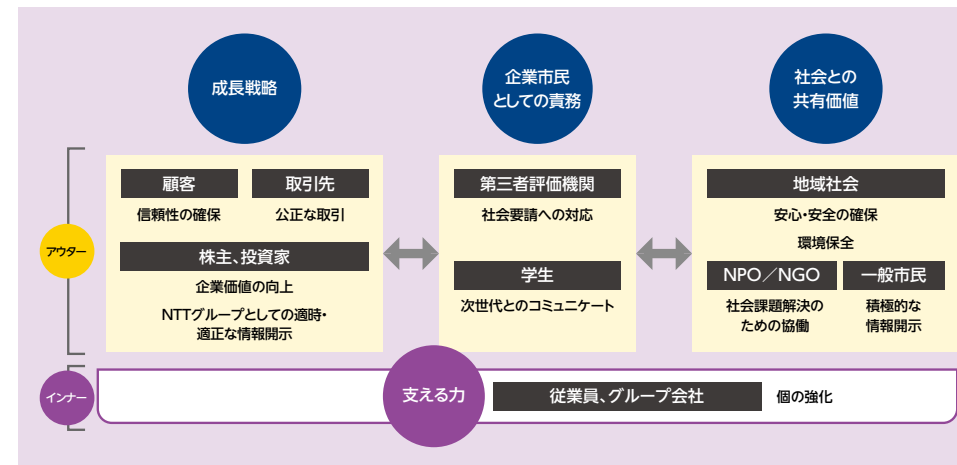 成長戦略
企業市民
としての責務
社会との
共有価値
アウター
顧客
信頼性の確保
取引先
公正な取引
株主、投資家
企業価値の向上
NTTグループとしての適時・
適正な情報開示
第三者評価機関
社会要請への対応
学生
次世代とのコミュニケート
地域社会
安心・安全の確保
環境保全
NPO／NGO
社会課題解決の
ための協働
一般市民
積極的な
情報開示
インナー
支える力
従業員、グループ会社
個の強化